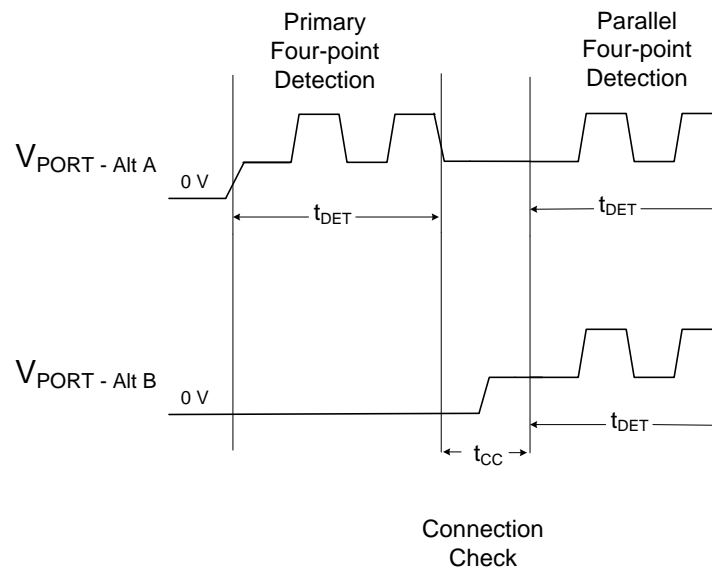 Primary
Four-point
Detection
Parallel
Four-point
Detection
VPORT - Alt A
0 V
tDET
tDET
VPORT - Alt B
0 V
tDET
tCC
Connection
Check